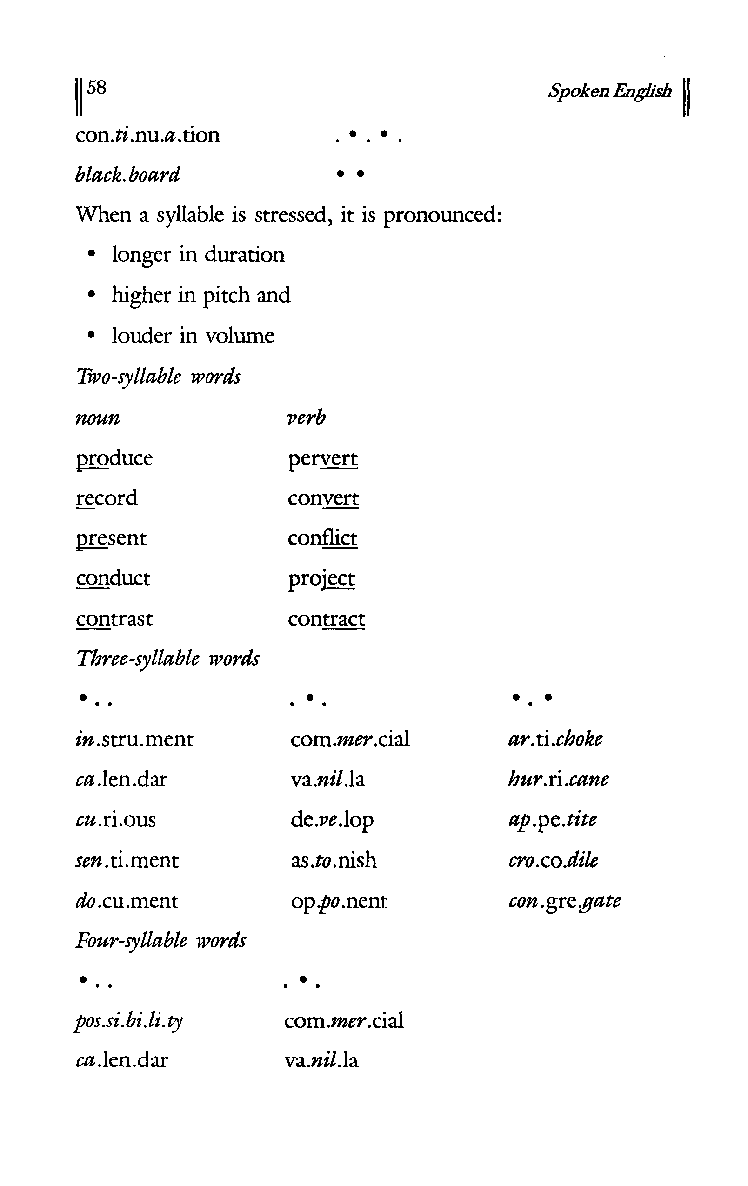 58 Spoken English
con.ti.nu.a.tion . • . • .
black.board • •
When a syllable is stressed, it is pronounced:
• longer in duration
• higher in pitch and
• louder in volume
Two-syllable words
noun verb
produce pervert
record convert
present conflict
conduct project
contrast contract
Three-syllable words
• . . . • . • . •
in.stru.ment com.mer.cial ar.ti.choke
ca.len.dar va.nil.la hur.ri.cane
cu.ri.ous de.ve.lop ap.pe.tite
sen.ti.ment as.to.nish cro.co.dile
do.cu.ment op.po.nent con.gre.gate
Four-syllable words
• . . . • .
pos.si.bi.li.ty com.mer.cial
ca.len.dar va.nil.la